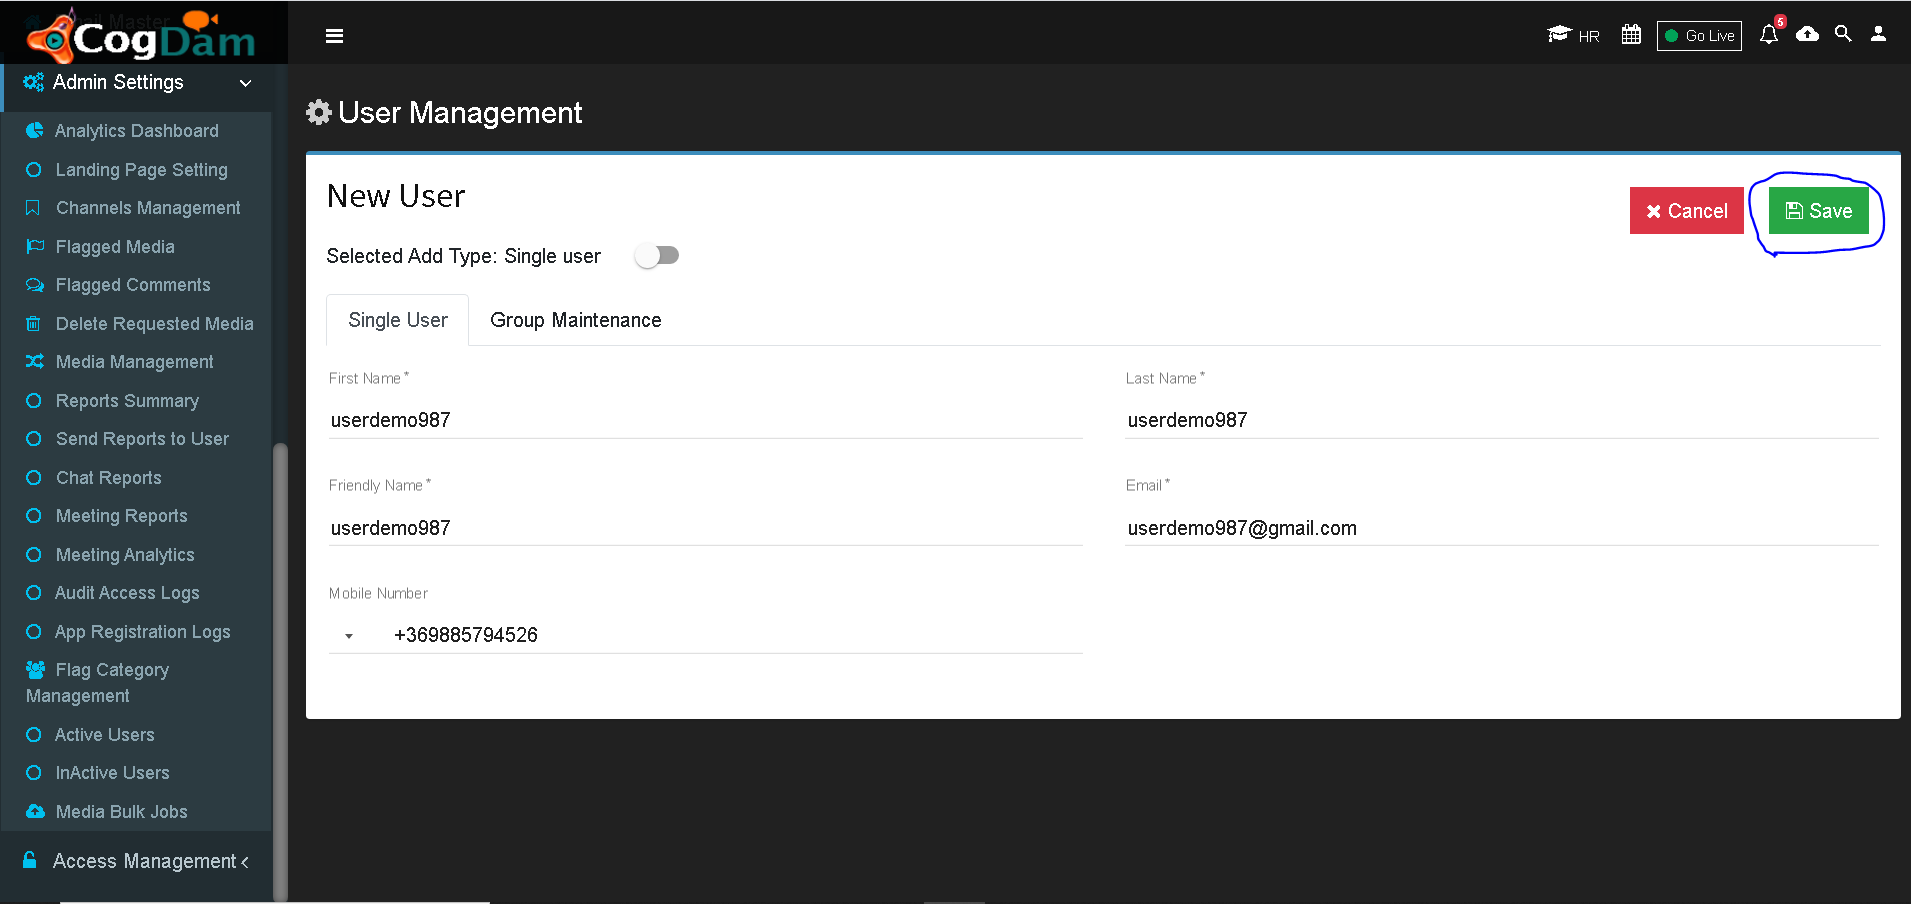 CogDam
HR
Go Live
5
Admin Settings
Analytics Dashboard
Landing Page Setting
Channels Management
Flagged Media
Flagged Comments
Delete Requested Media
Media Management
Reports Summary
Send Reports to User
Chat Reports
Meeting Reports
Meeting Analytics
Audit Access Logs
App Registration Logs
Flag Category
Management
Active Users
InActive Users
Media Bulk Jobs
Access Management
User Management
New User
Cancel
Save
Selected Add Type: Single user
Single User
Group Maintenance
First Name*
Last Name*
userdemo987
userdemo987
Friendly Name*
Email*
userdemo987
userdemo987@gmail.com
Mobile Number
+369885794526